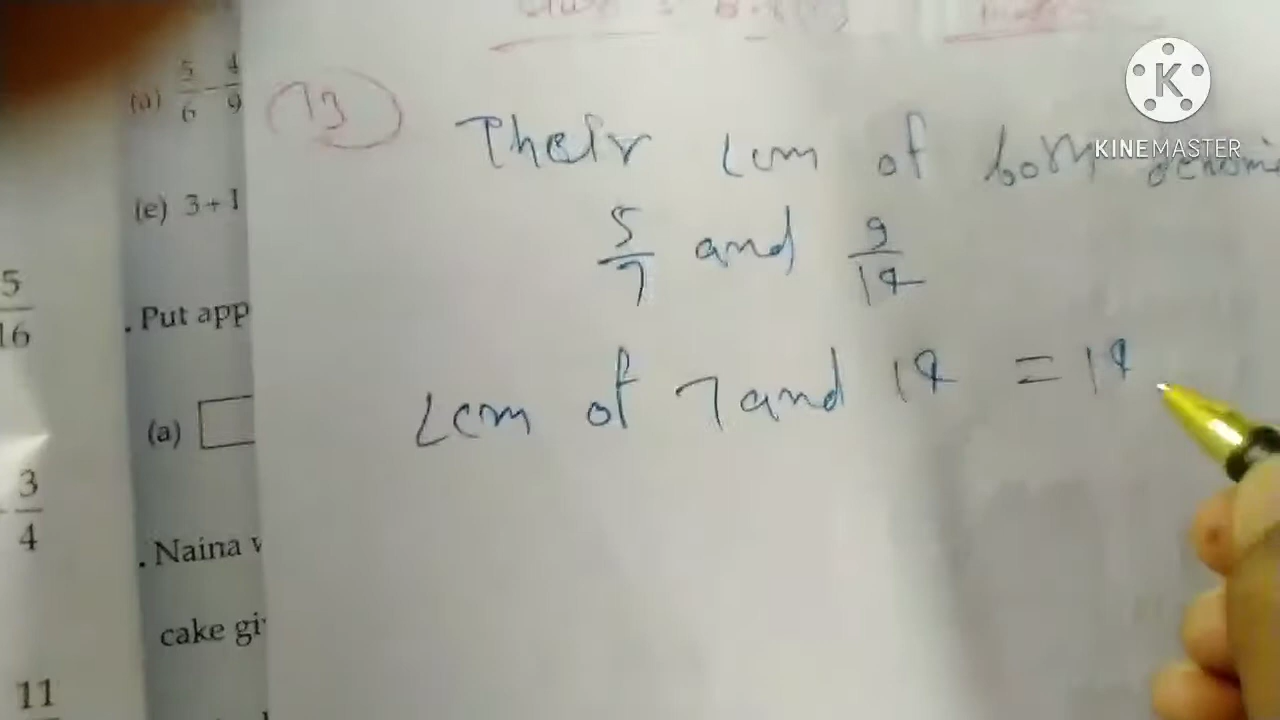 (a) 5/6 - 4/9
(e) 3+1
5/16
. Put app
(a)
- 3/4
. Naina
cake gi
11
13
Their Lcm of both denomi
5/7 and 9/14
Lcm of 7 and 14 = 14
K
KINEMASTER